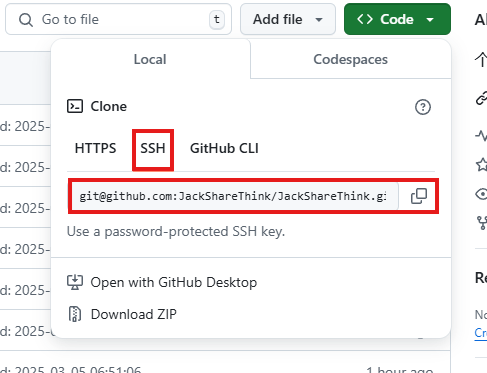 Go to file t Add file Code Al
Local Codespaces
Clone
HTTPS SSH GitHub CLI
git@github.com:JackShareThink/JackShareThink.gi
Use a password-protected SSH key.
Open with GitHub Desktop
Download ZIP
d: 2025-
d: 2025-
d: 2025-
d: 2025-
d: 2025-
d: 2025-
d: 2025-
d: 2025-03-05 06:51:06 1 hour ago
Re
No
Cr